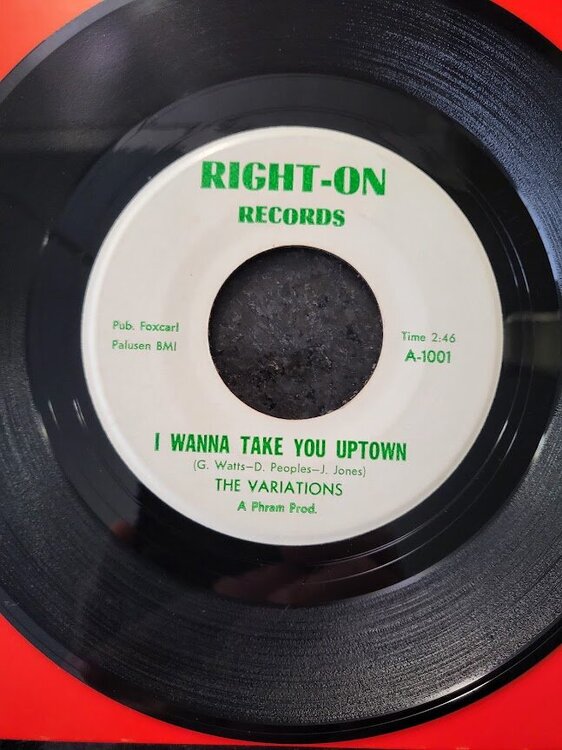 RIGHT-ON
RECORDS
Pub. Foxcarl
Palusen BMI
Time 2:46
A-1001
I WANNA TAKE YOU UPTOWN
(G. Watts—D. Peoples—J. Jones)
THE VARIATIONS
A Phram Prod.